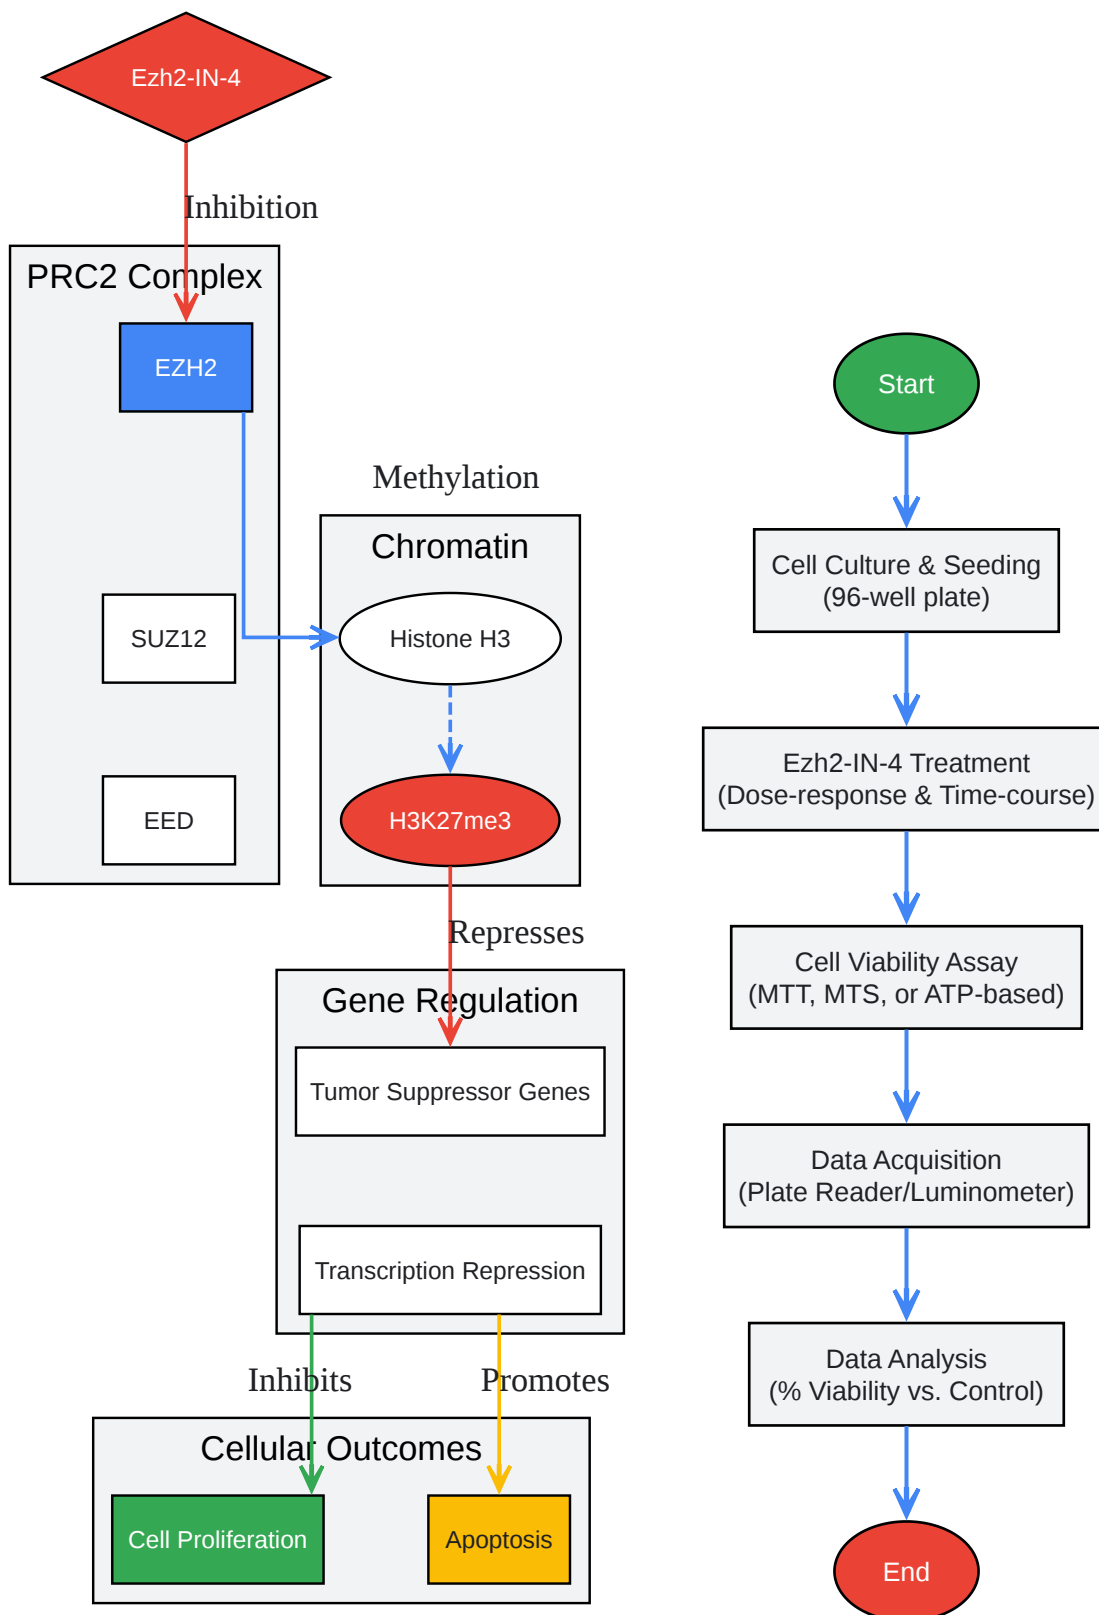 Ezh2-IN-4
Inhibition
PRC2 Complex
EZH2
SUZ12
EED
Methylation
Chromatin
Histone H3
H3K27me3
Represses
Gene Regulation
Tumor Suppressor Genes
Transcription Repression
Inhibits
Promotes
Cellular Outcomes
Cell Proliferation
Apoptosis
Start
Cell Culture & Seeding
(96-well plate)
Ezh2-IN-4 Treatment
(Dose-response & Time-course)
Cell Viability Assay
(MTT, MTS, or ATP-based)
Data Acquisition
(Plate Reader/Luminometer)
Data Analysis
(% Viability vs. Control)
End